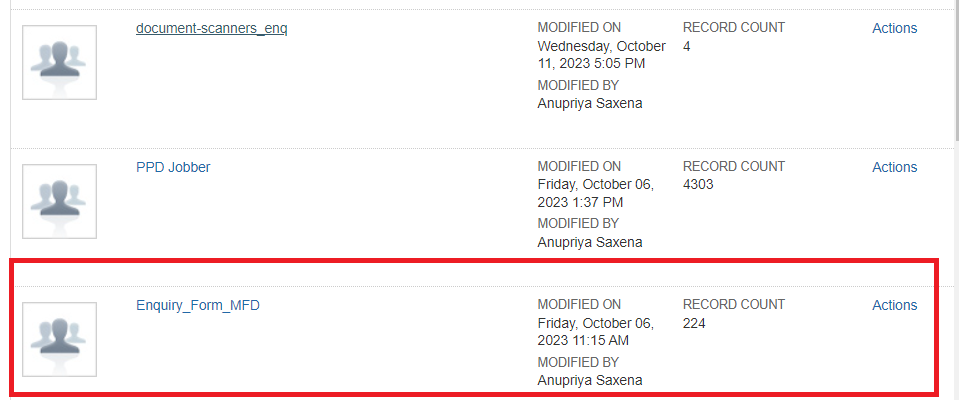 document-scanners_enq
MODIFIED ON
Wednesday, October
11, 2023 5:05 PM
MODIFIED BY
Anupriya Saxena
RECORD COUNT
4
Actions
PPD Jobber
MODIFIED ON
Friday, October 06,
2023 1:37 PM
MODIFIED BY
Anupriya Saxena
RECORD COUNT
4303
Actions
Enquiry_Form_MFD
MODIFIED ON
Friday, October 06,
2023 11:15 AM
MODIFIED BY
Anupriya Saxena
RECORD COUNT
224
Actions